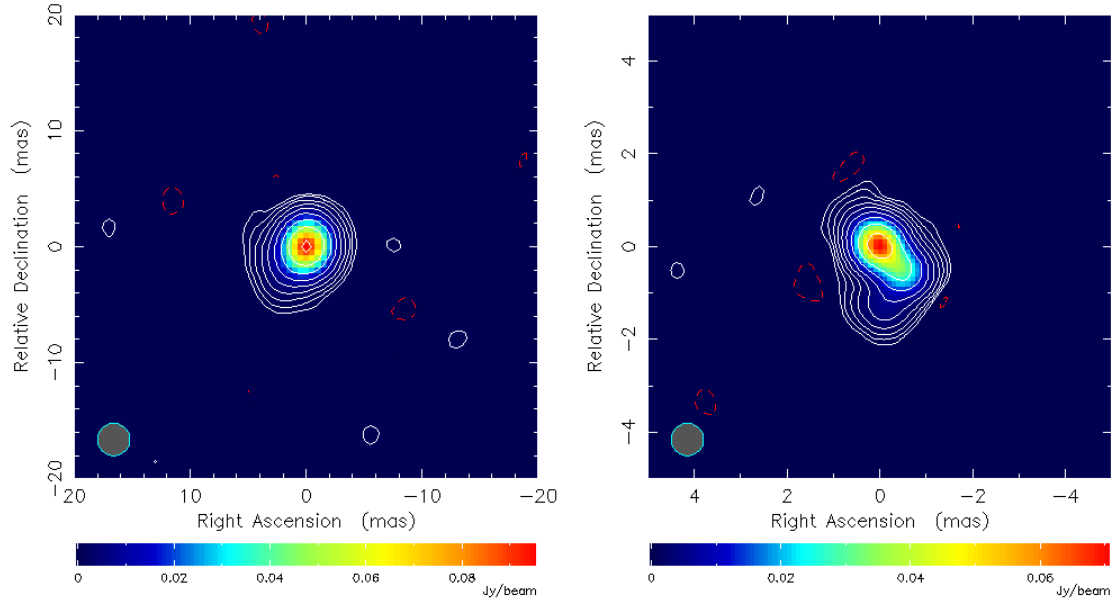 20
10
0
-10
-20
Relative Declination (mas)
20 10 0 -10 -20
Right Ascension (mas)
0 0.02 0.04 0.06 0.08
Jy/beam
4
2
0
-2
-4
Relative Declination (mas)
4 2 0 -2 -4
Right Ascension (mas)
0 0.02 0.04 0.06
Jy/beam